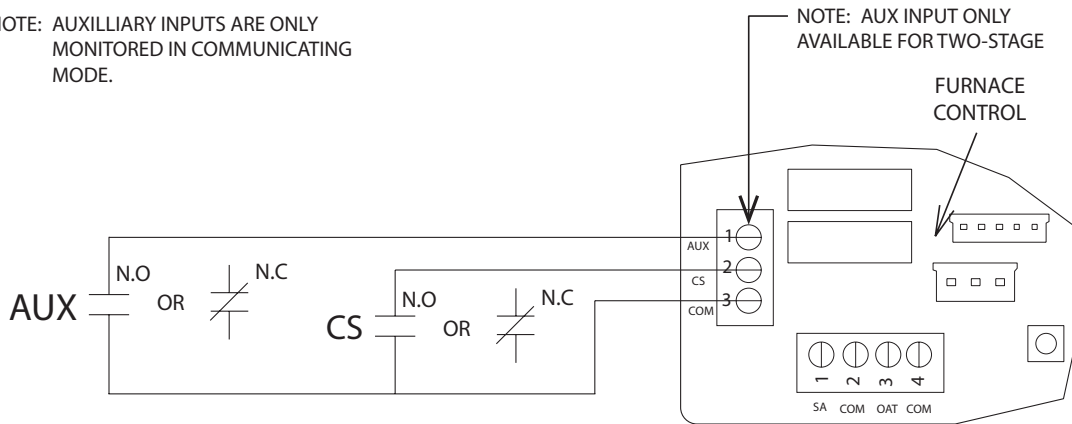 NOTE: AUXILLIARY INPUTS ARE ONLY
MONITORED IN COMMUNICATING
MODE.
NOTE: AUX INPUT ONLY
AVAILABLE FOR TWO-STAGE
FURNACE
CONTROL
AUX
1
2
CS
COM
3
N.O
OR
N.C
AUX
N.O
OR
N.C
CS
1
2
3
4
SA COM OAT COM